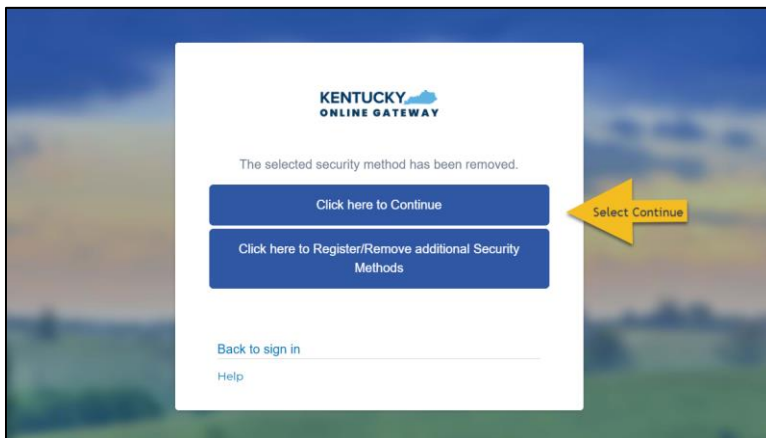 KENTUCKY
ONLINE GATEWAY
The selected security method has been removed.
Click here to Continue
Select Continue
Click here to Register/Remove additional Security
Methods
Back to sign in
Help